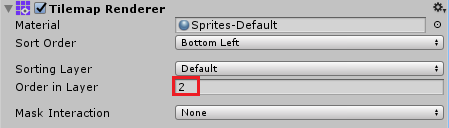 Tilemap Renderer
Material Sprites-Default
Sort Order Bottom Left
Sorting Layer Default
Order in Layer 2
Mask Interaction None